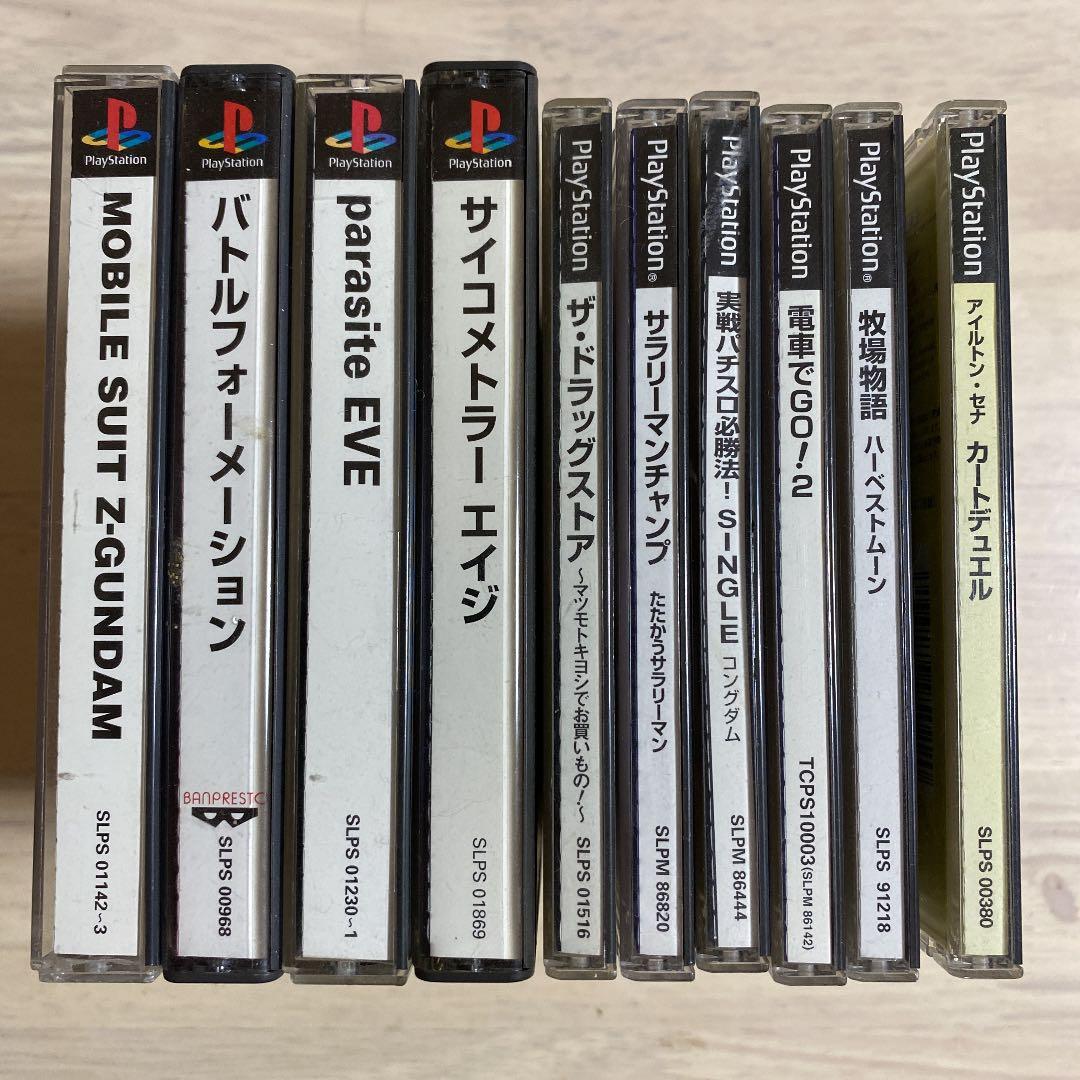 PlayStation
MOBILE SUIT Z-GUNDAM
SLPS 01142~3
PlayStation
バトルフォーメーション
BANPRESTO
SLPS 00968
PlayStation
parasite EVE
SLPS 01230~1
PlayStation
サイコメトラー エイジ
SLPS 01869
PlayStation
ザ・ドラッグストア ～マツモトキヨシでお買いもの!～
SLPS 01516
PlayStation®
サラリーマンチャンプ たたかうサラリーマン
SLPM 86820
PlayStation
実戦パチスロ必勝法! SINGLE コングダム
SLPM 86444
PlayStation
電車でGO! 2
TCPS10003(SLPM 86142)
PlayStation®
牧場物語 ハーベストムーン
SLPS 91218
PlayStation
アイルトン・セナ カートデュエル
SLPS 00380